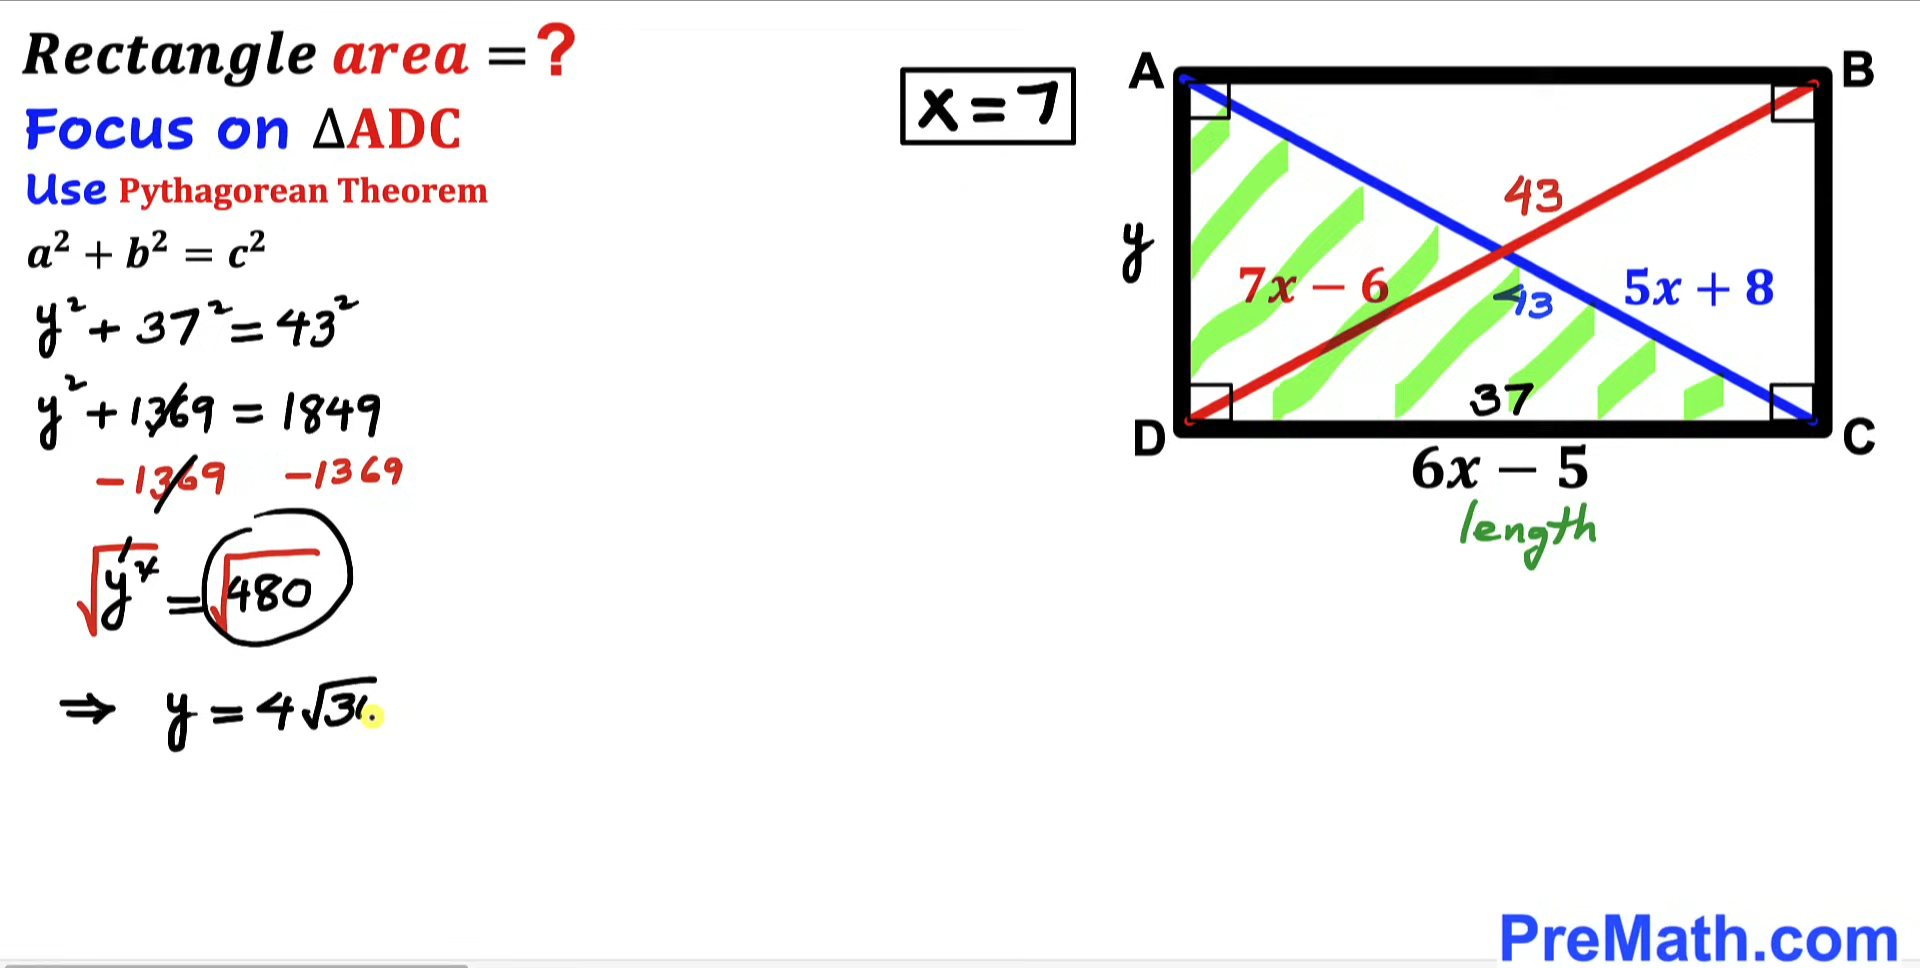 Rectangle area = ?
Focus on ΔADC
Use Pythagorean Theorem
a² + b² = c²
y² + 37² = 43²
y² + 1369 = 1849
-1369 -1369
√y² = √480
⇒ y = 4√3
x = 7
A
B
y
43
7x − 6
43
5x + 8
37
D
C
6x − 5
length
PreMath.com